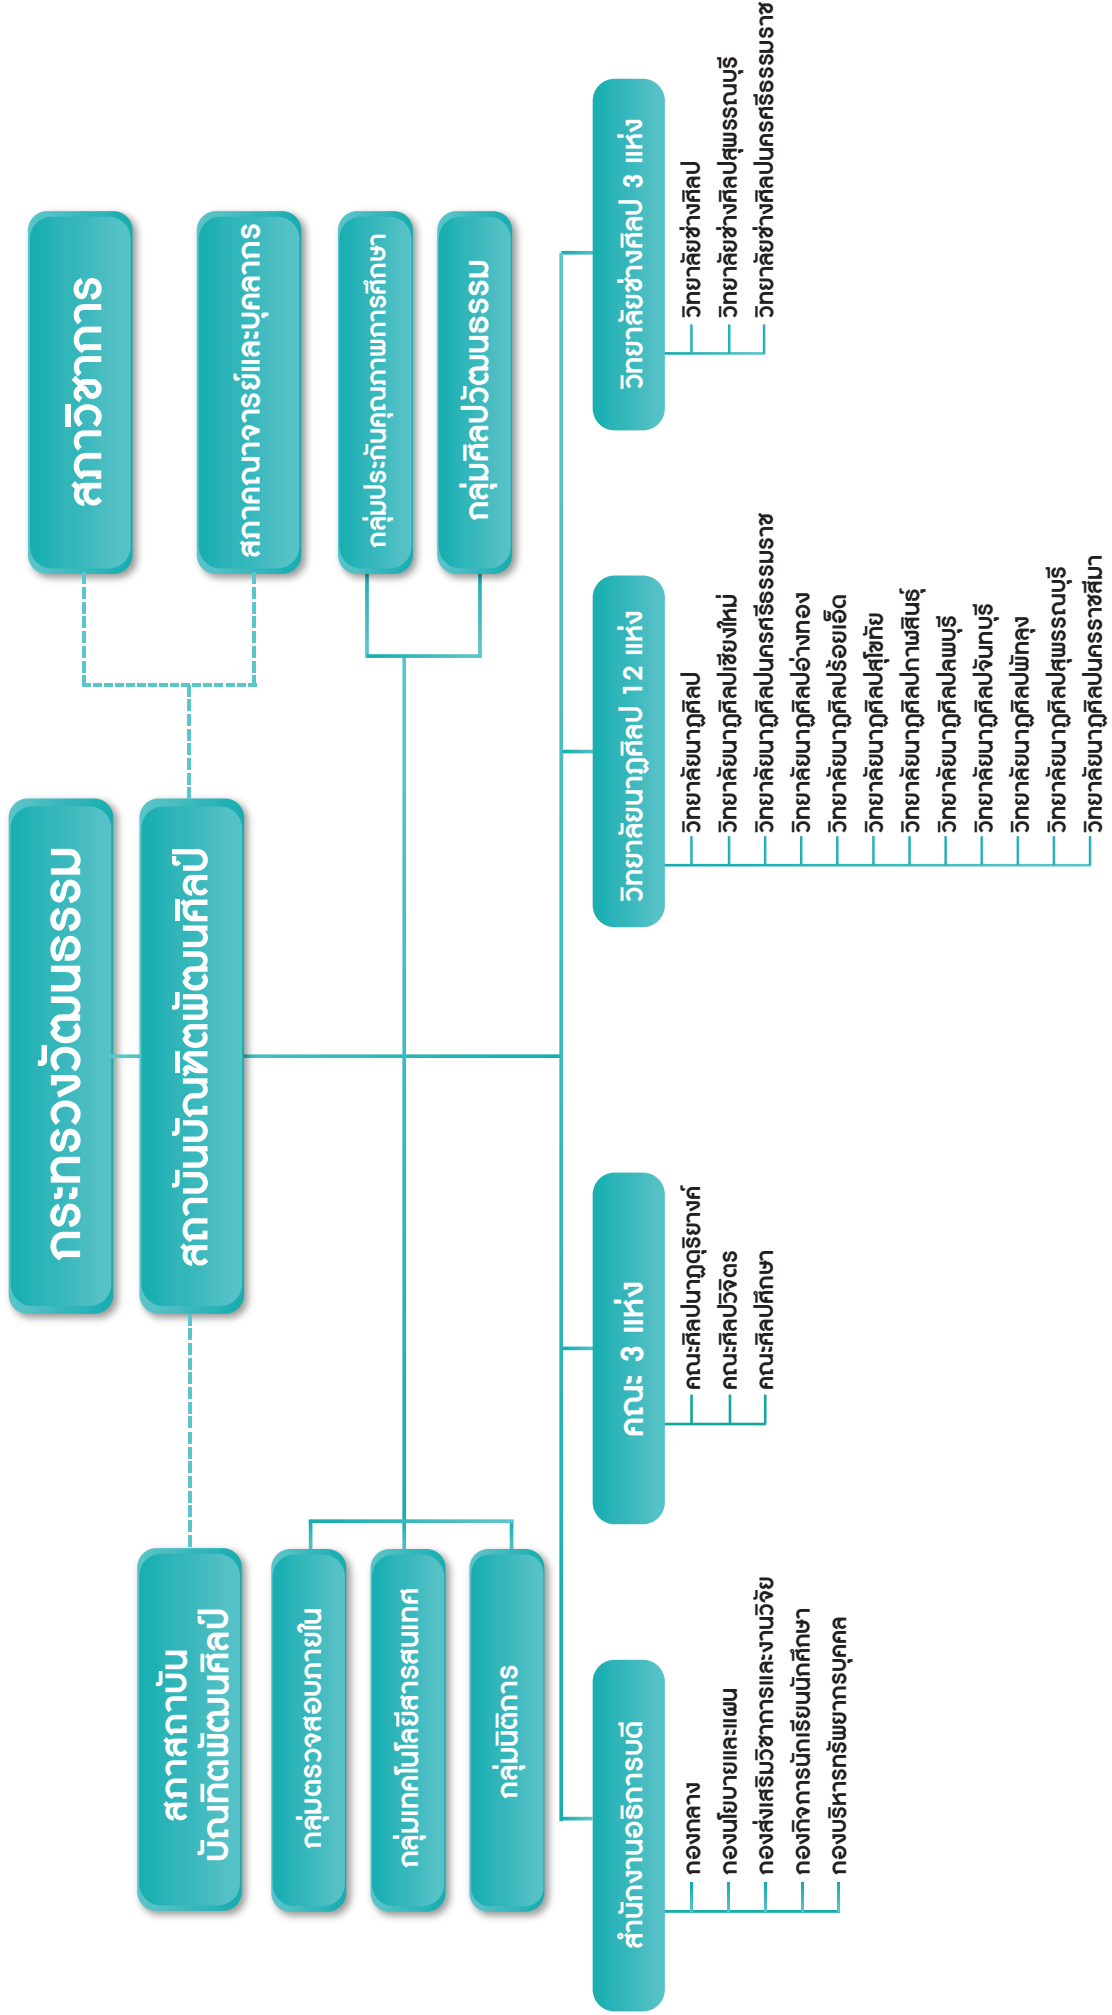 กระทรวงวัฒนธรรม
สภาสถาบัน
บัณฑิตพัฒนศิลป์
สถาบันบัณฑิตพัฒนศิลป์
สภาวิชาการ
สภาคณาจารย์และบุคลากร
กลุ่มตรวจสอบภายใน
กลุ่มเทคโนโลยีสารสนเทศ
กลุ่มนิติการ
กลุ่มประกันคุณภาพการศึกษา
กลุ่มศิลปวัฒนธรรม
สำนักงานอธิการบดี
กองกลาง
กองนโยบายและแผน
กองส่งเสริมวิชาการและงานวิจัย
กองกิจการนักเรียนนักศึกษา
กองบริหารทรัพยากรบุคคล
คณะ 3 แห่ง
คณะศิลปนาฏดุริยางค์
คณะศิลปวิจิตร
คณะศิลปศึกษา
วิทยาลัยนาฏศิลป 12 แห่ง
วิทยาลัยนาฏศิลป
วิทยาลัยนาฏศิลปเชียงใหม่
วิทยาลัยนาฏศิลปนครศรีธรรมราช
วิทยาลัยนาฏศิลปอ่างทอง
วิทยาลัยนาฏศิลปร้อยเอ็ด
วิทยาลัยนาฏศิลปสุโขทัย
วิทยาลัยนาฏศิลปกาฬสินธุ์
วิทยาลัยนาฏศิลปลพบุรี
วิทยาลัยนาฏศิลปจันทบุรี
วิทยาลัยนาฏศิลปพัทลุง
วิทยาลัยนาฏศิลปสุพรรณบุรี
วิทยาลัยนาฏศิลปนครราชสีมา
วิทยาลัยช่างศิลป 3 แห่ง
วิทยาลัยช่างศิลป
วิทยาลัยช่างศิลปสุพรรณบุรี
วิทยาลัยช่างศิลปนครศรีธรรมราช